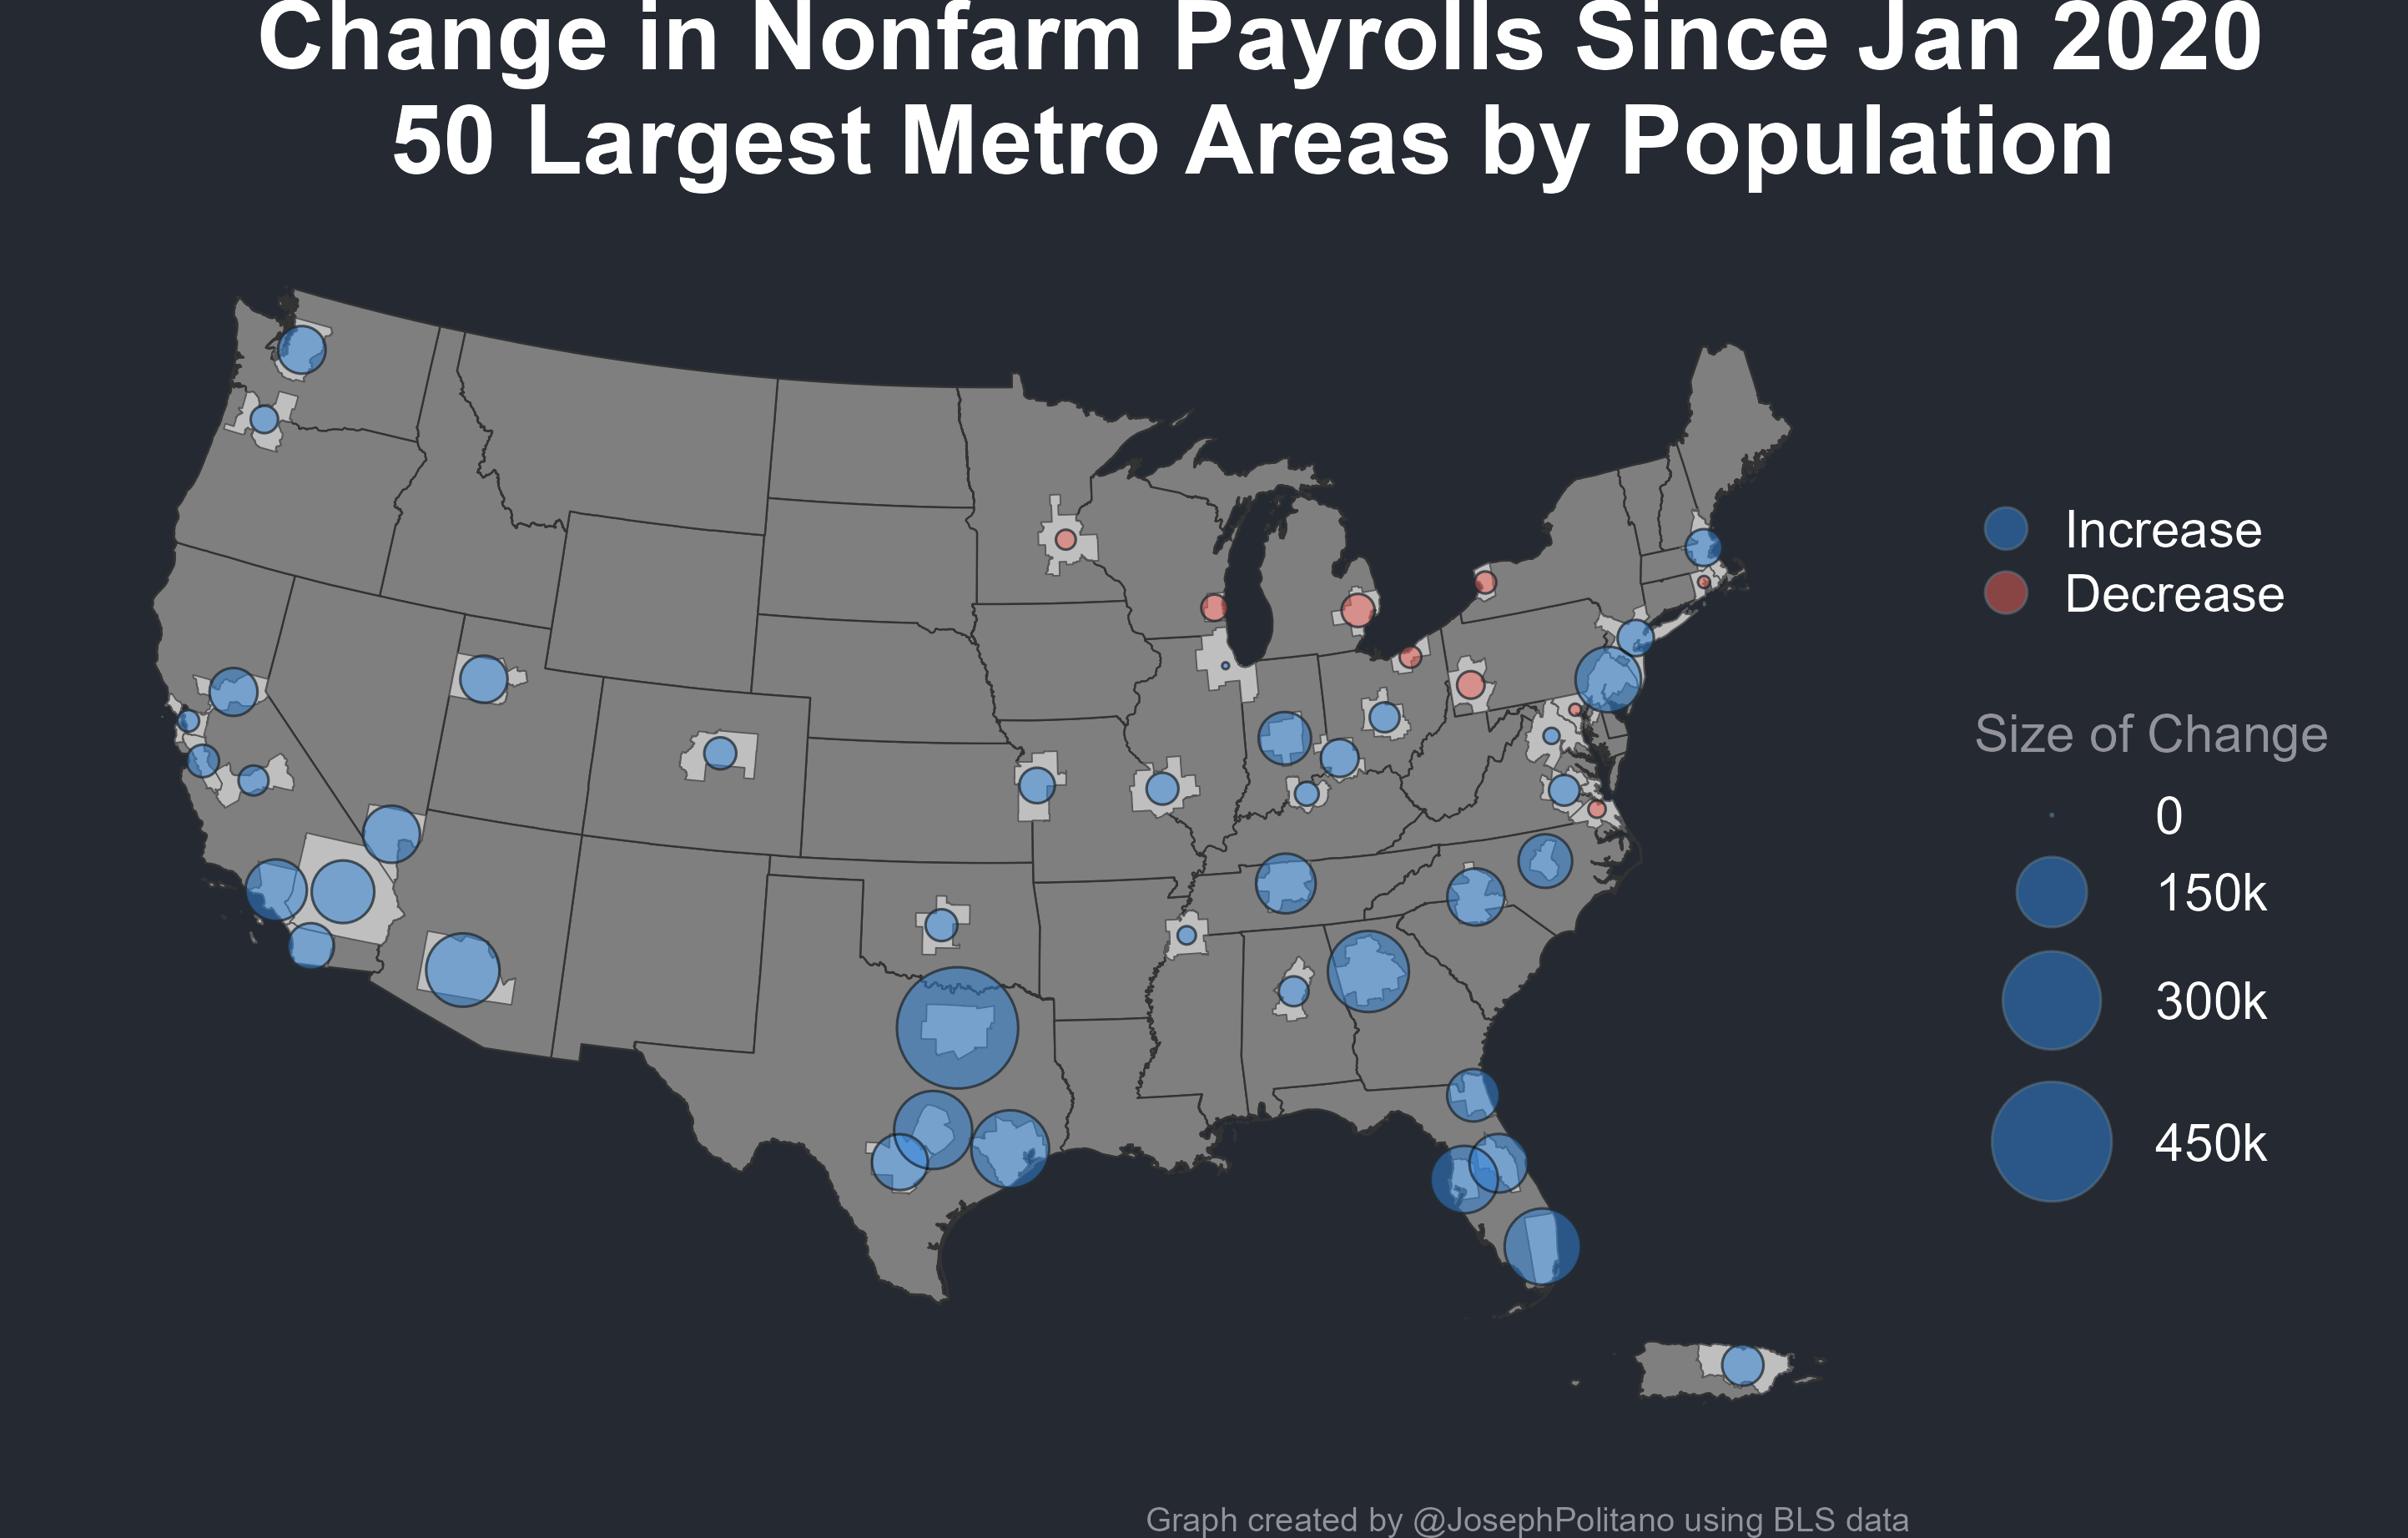 Change in Nonfarm Payrolls Since Jan 2020
50 Largest Metro Areas by Population
Increase
Decrease
Size of Change
0
150k
300k
450k
Graph created by @JosephPolitano using BLS data